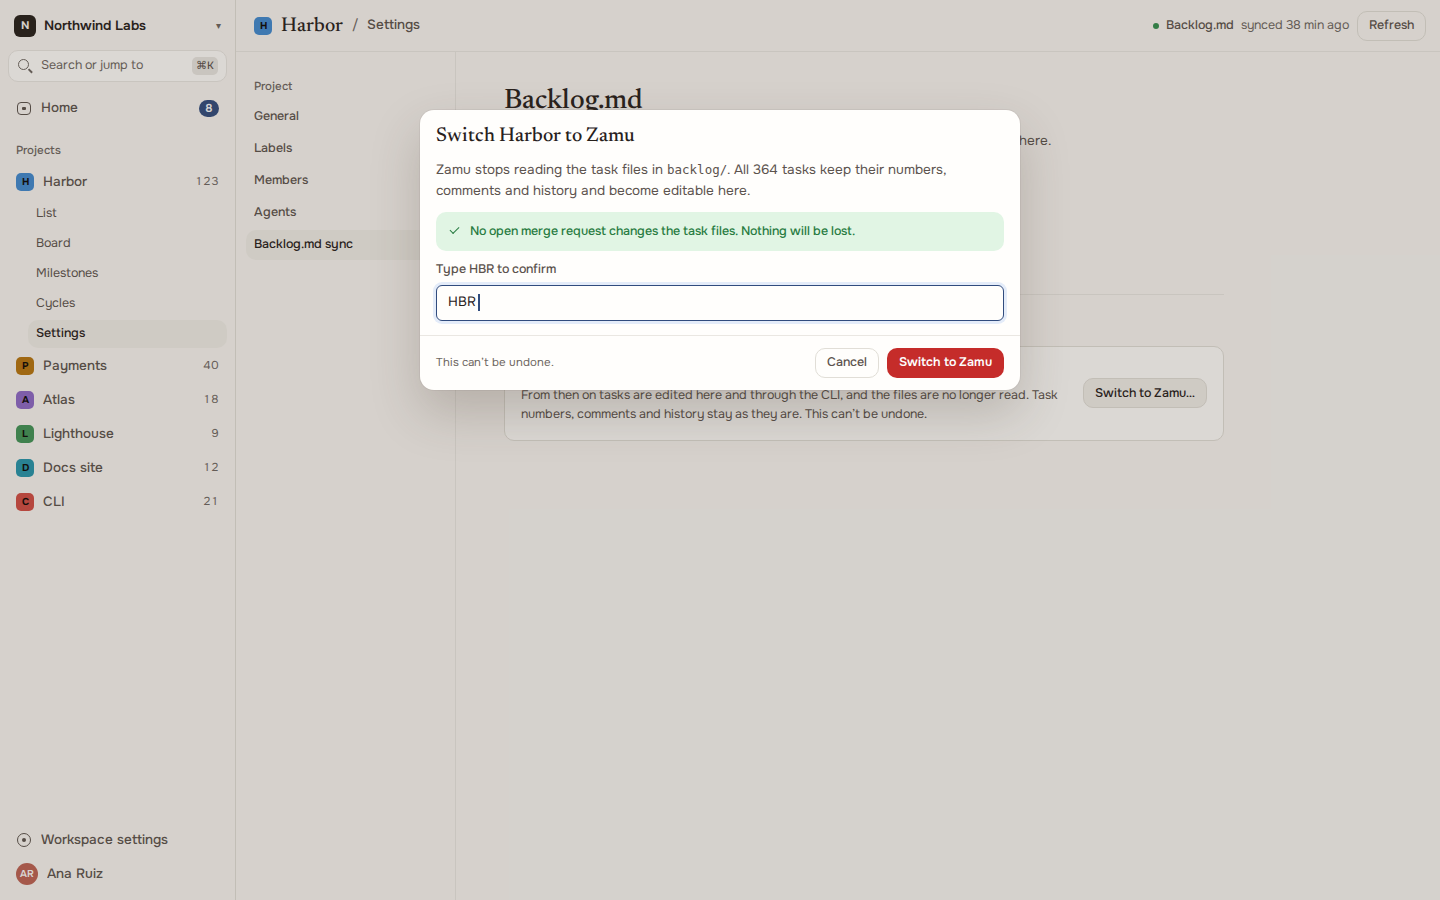 N Northwind Labs
Search or jump to ⌘K
Home 8
Projects
H Harbor 123
List
Board
Milestones
Cycles
Settings
P Payments 40
A Atlas 18
L Lighthouse 9
D Docs site 12
C CLI 21
Workspace settings
AR Ana Ruiz
H Harbor / Settings
Backlog.md synced 38 min ago Refresh
Project
General
Labels
Members
Agents
Backlog.md sync
Backlog.md
here.
Switch Harbor to Zamu
Zamu stops reading the task files in backlog/. All 364 tasks keep their numbers,
comments and history and become editable here.
No open merge request changes the task files. Nothing will be lost.
Type HBR to confirm
HBR
This can't be undone. Cancel Switch to Zamu
From then on tasks are edited here and through the CLI, and the files are no longer read. Task
numbers, comments and history stay as they are. This can't be undone.
Switch to Zamu...